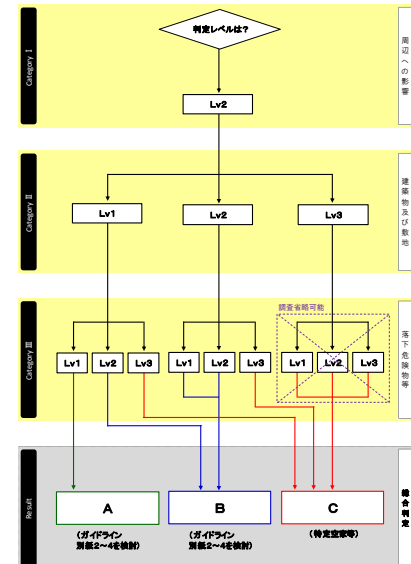 Category Ⅰ
判定レベルは?
周辺への影響
Lv2
Category Ⅱ
建築物及び敷地
Lv1
Lv2
Lv3
Category Ⅲ
調査省略可能
落下危険物等
Lv1
Lv2
Lv3
Lv1
Lv2
Lv3
Lv1
Lv2
Lv3
Result
総合判定
A
B
C
(ガイドライン
別紙2~4を検討)
(ガイドライン
別紙2~4を検討)
(特定空家等)